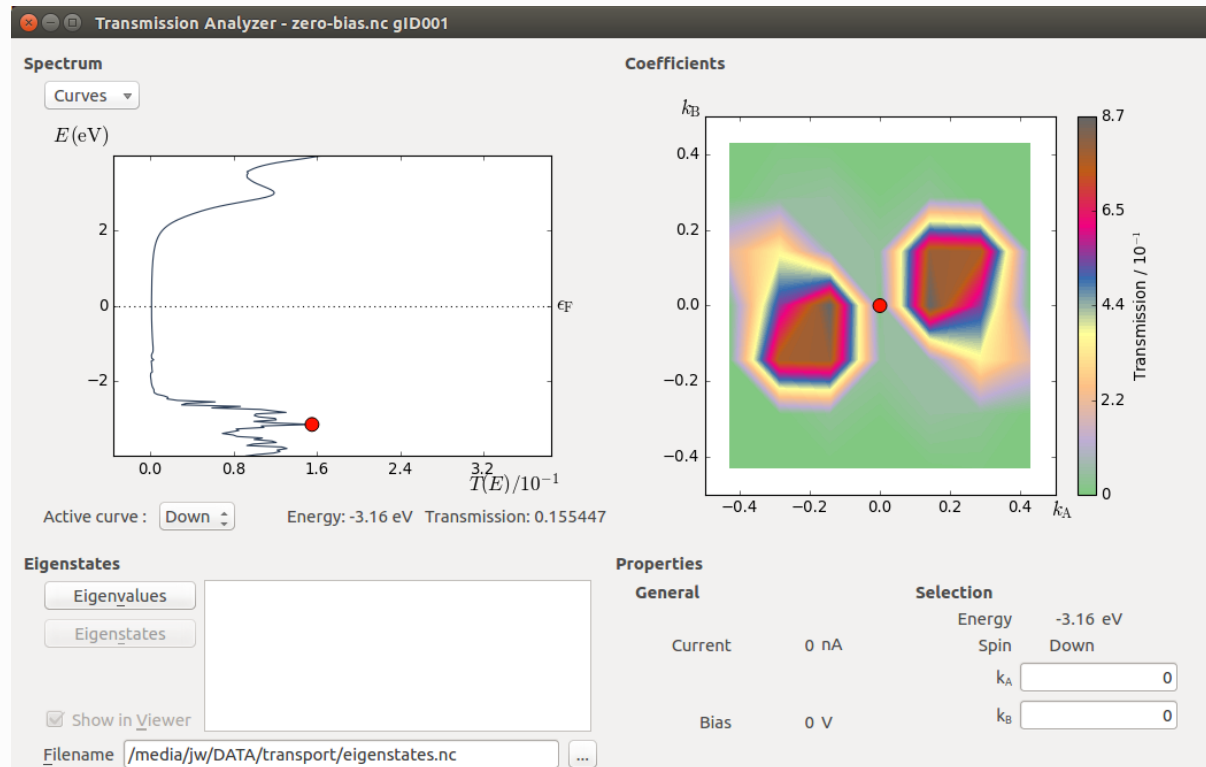 Transmission Analyzer - zero-bias.nc gID001
Spectrum
Curves
E(eV)
2
0
−2
ϵF
0.0 0.8 1.6 2.4 3.2
T(E)/10−1
Active curve : Down Energy: -3.16 eV Transmission: 0.155447
Coefficients
kB
0.4
0.2
0.0
−0.2
−0.4
−0.4 −0.2 0.0 0.2 0.4
kA
8.7
6.5
4.4
2.2
0
Transmission / 10−1
Eigenstates
Eigenvalues
Eigenstates
Show in Viewer
Filename /media/jw/DATA/transport/eigenstates.nc ...
Properties
General
Current 0 nA
Bias 0 V
Selection
Energy -3.16 eV
Spin Down
kA 0
kB 0